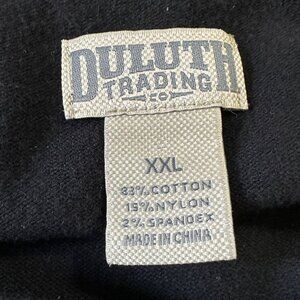 DULUTH
TRADING
CO
XXL
83% COTTON
15% NYLON
2% SPANDEX
MADE IN CHINA